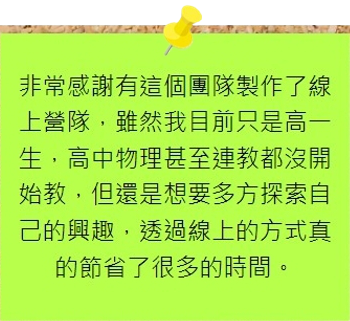 非常感謝有這個團隊製作了線
上營隊，雖然我目前只是高一
生，高中物理甚至連教都沒開
始教，但還是想要多方探索自
己的興趣，透過線上的方式真
的節省了很多的時間。